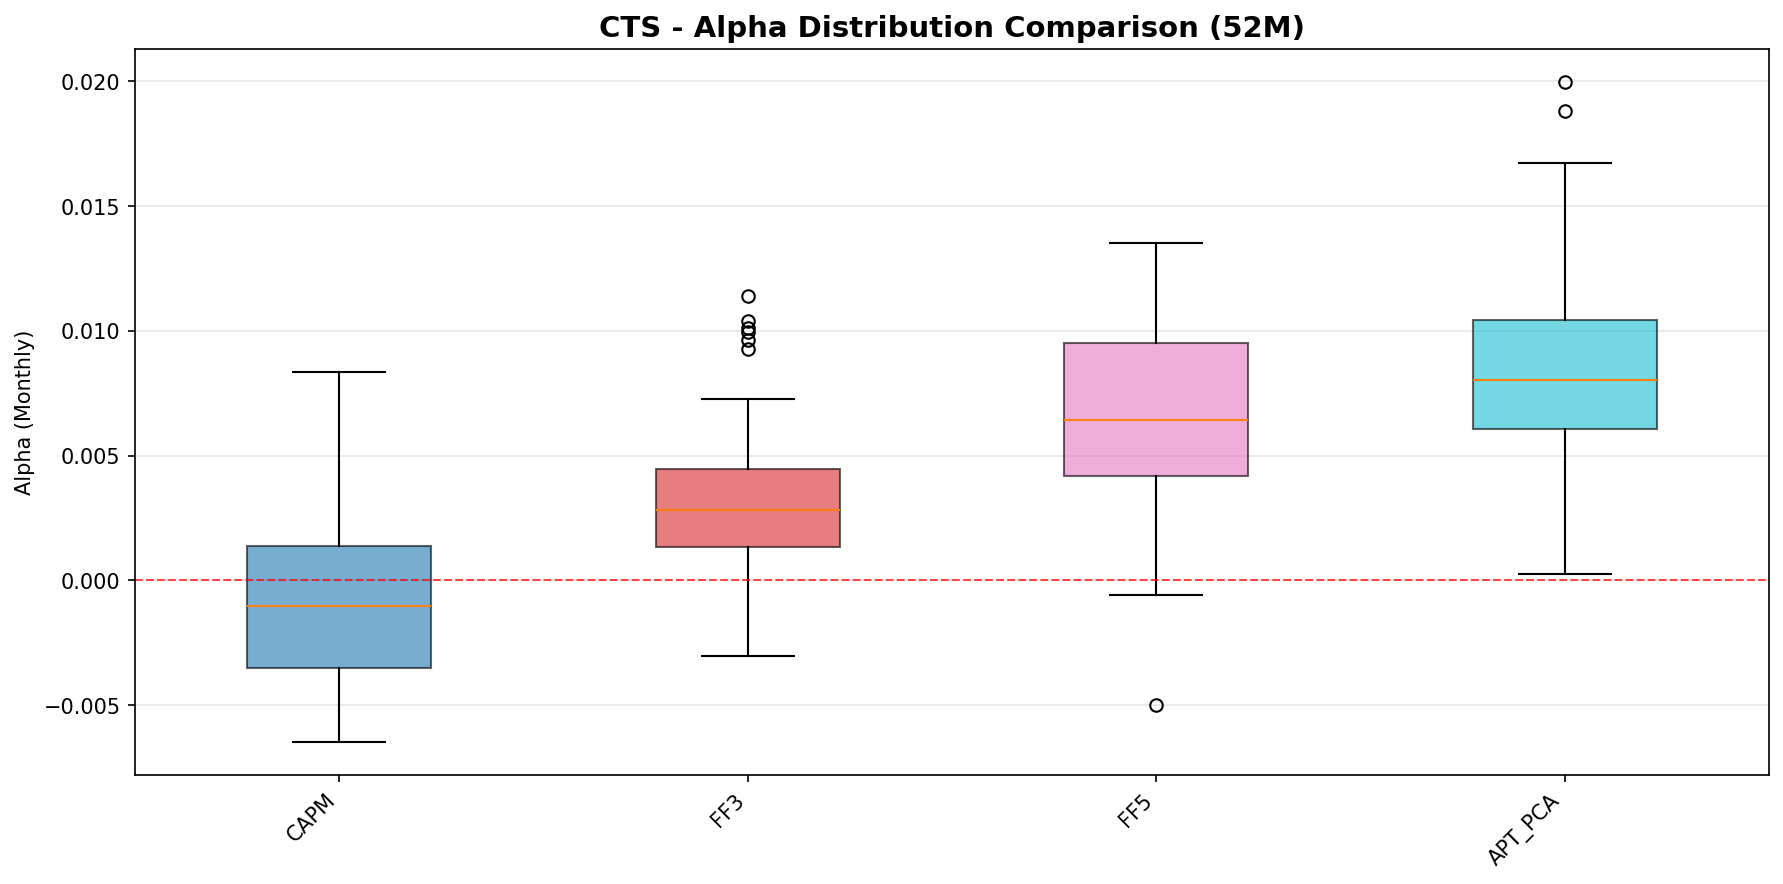 CTS - Alpha Distribution Comparison (52M)
Alpha (Monthly)
0.020
0.015
0.010
0.005
0.000
−0.005
CAPM
FF3
FF5
APT_PCA